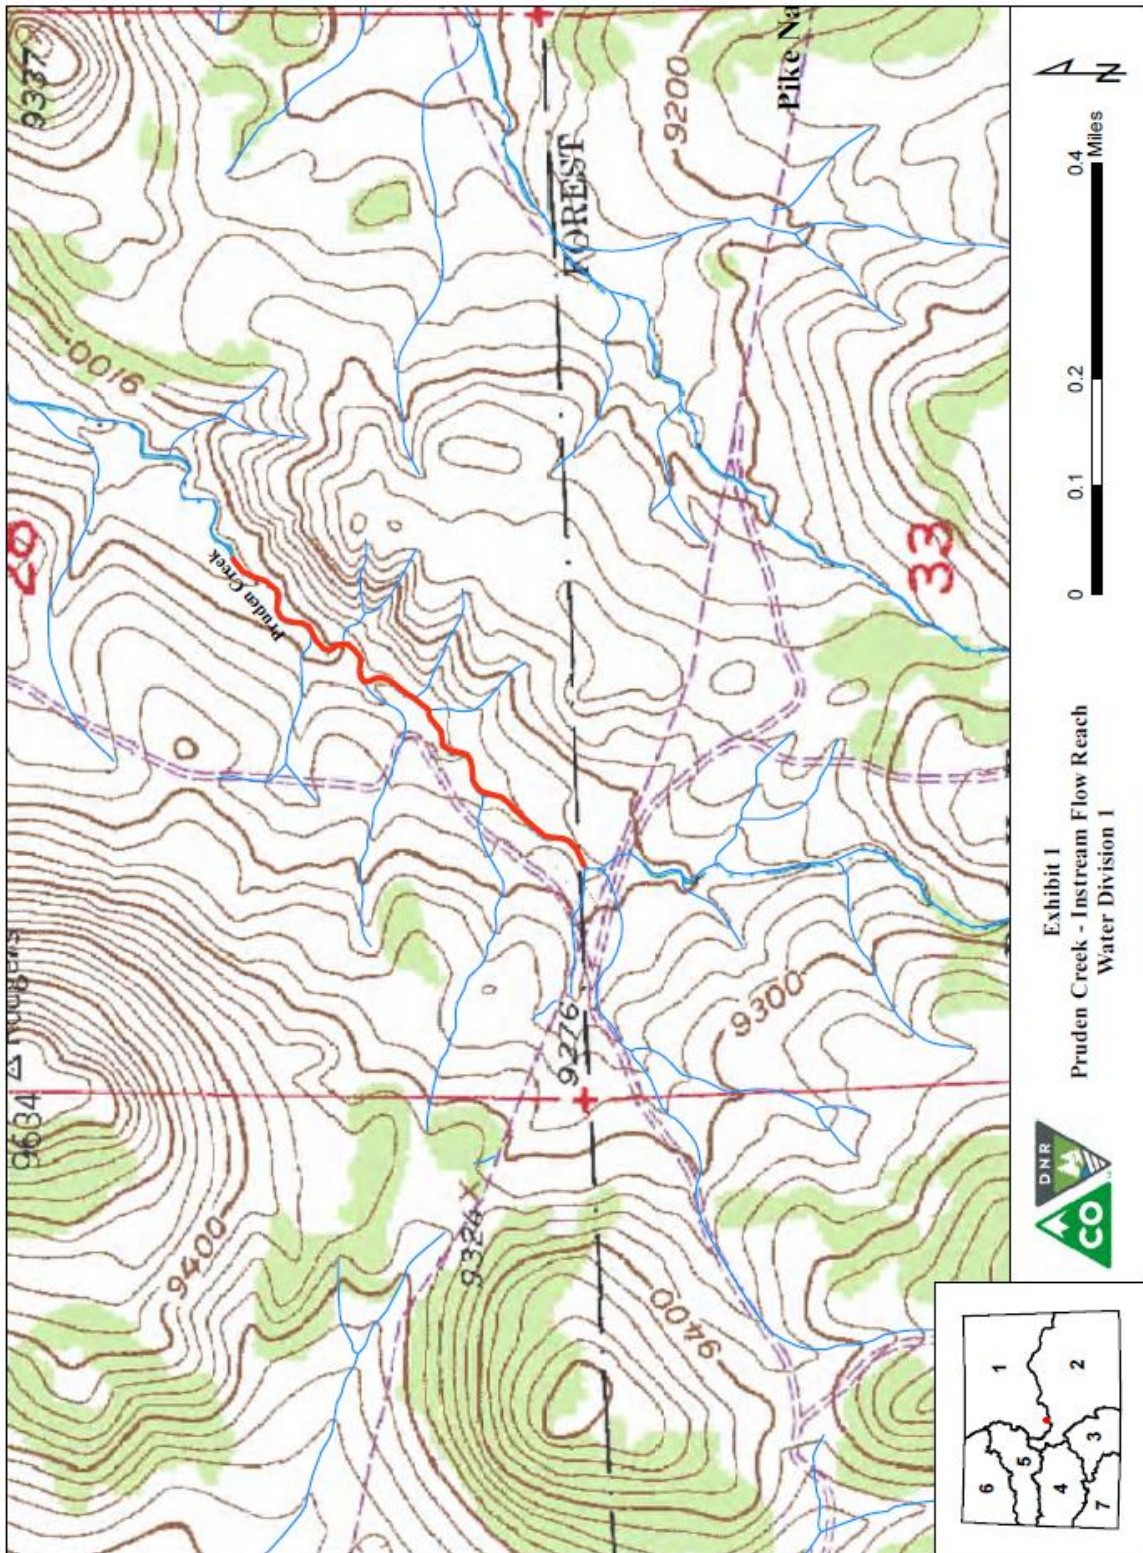 9634
9337
9100
9400
Pruden Creek
9324 X
9276
FOREST
9400
9200
9300
Pike Na
33
6
1
5
4
2
3
7
CO
DNR
Exhibit 1
Pruden Creek - Instream Flow Reach
Water Division 1
0 0.1 0.2 0.4
Miles
N